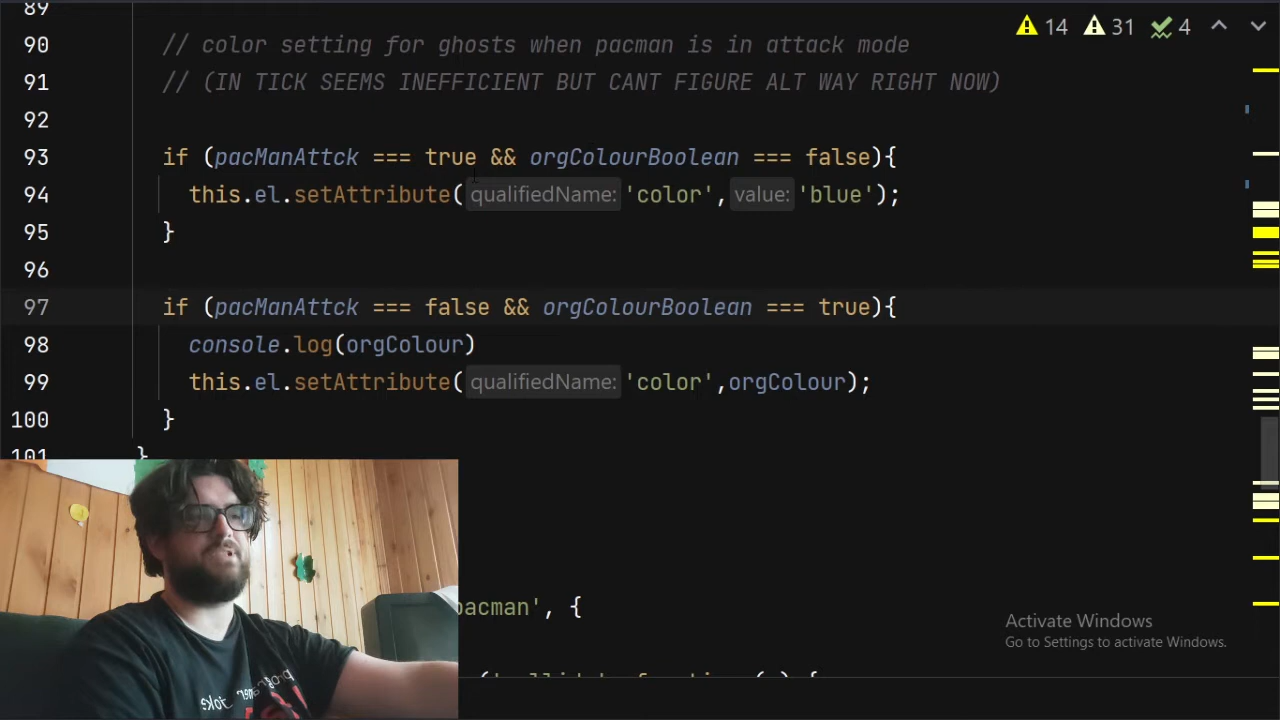 89
14 31 4
90 // color setting for ghosts when pacman is in attack mode
91 // (IN TICK SEEMS INEFFICIENT BUT CANT FIGURE ALT WAY RIGHT NOW)
92
93 if (pacManAttck === true && orgColourBoolean === false){
94 this.el.setAttribute( qualifiedName: 'color', value: 'blue');
95 }
96
97 if (pacManAttck === false && orgColourBoolean === true){
98 console.log(orgColour)
99 this.el.setAttribute( qualifiedName: 'color',orgColour);
100 }
101 }
pacman', {
Activate Windows
Go to Settings to activate Windows.